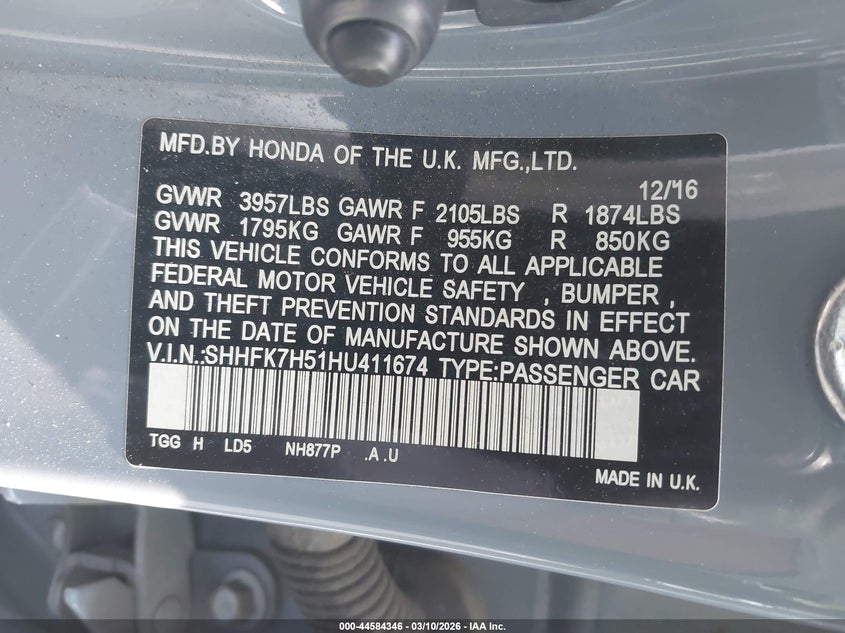 MFD.BY HONDA OF THE U.K. MFG.,LTD.
12/'16
GVWR 3957LBS GAWR F 2105LBS R 1874LBS
GVWR 1795KG GAWR F 955KG R 850KG
THIS VEHICLE CONFORMS TO ALL APPLICABLE
FEDERAL MOTOR VEHICLE SAFETY , BUMPER ,
AND THEFT PREVENTION STANDARDS IN EFFECT
ON THE DATE OF MANUFACTURE SHOWN ABOVE.
V.I.N.:SHHFK7H51HU411674 TYPE:PASSENGER CAR
TGG H LD5 NH877P .A .U
MADE IN U.K.
000-44584346 | 03/10/2026 - IAA Inc.